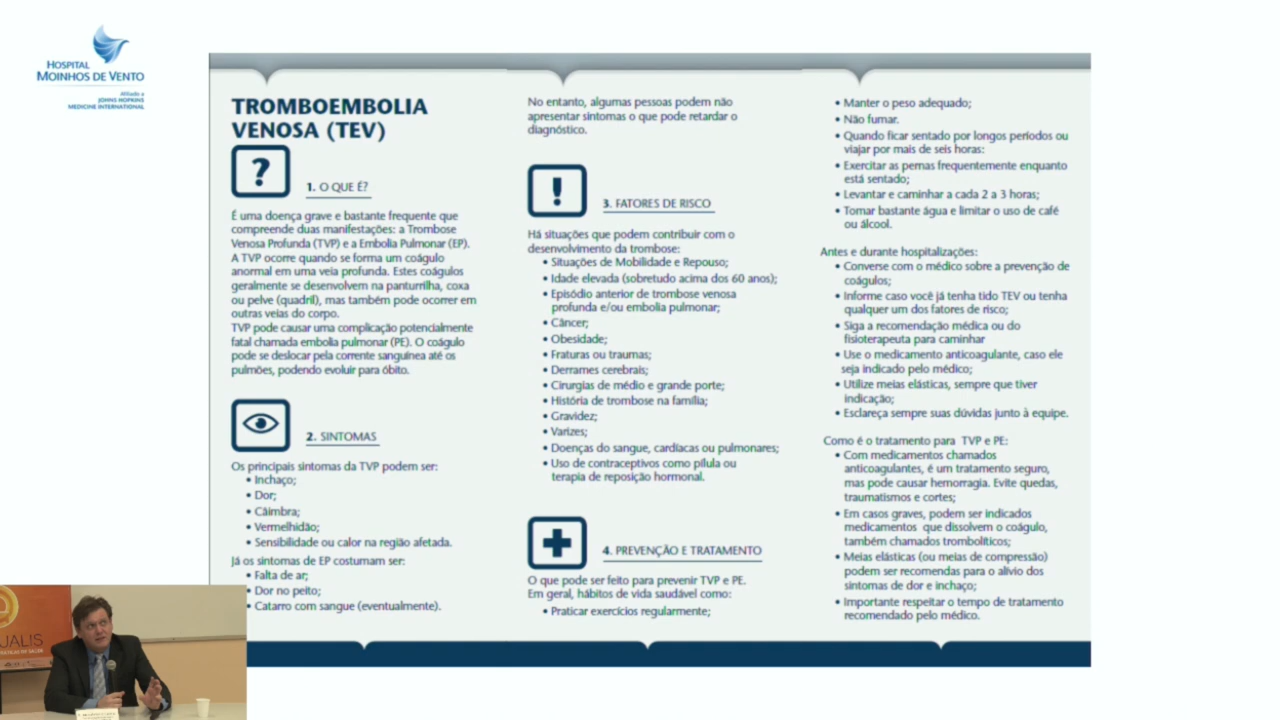 HOSPITAL
MOINHOS DE VENTO
Afiliado a
JOHNS HOPKINS
MEDICINE INTERNATIONAL
TROMBOEMBOLIA
VENOSA (TEV)
?
1. O QUE É?
É uma doença grave e bastante frequente que
compreende duas manifestações: a Trombose
Venosa Profunda (TVP) e a Embolia Pulmonar (EP).
A TVP ocorre quando se forma um coágulo
anormal em uma veia profunda. Estes coágulos
geralmente se desenvolvem na panturrilha, coxa
ou pelve (quadril), mas também pode ocorrer em
outras veias do corpo.
TVP pode causar uma complicação potencialmente
fatal chamada embolia pulmonar (PE). O coágulo
pode se deslocar pela corrente sanguínea até os
pulmões, podendo evoluir para óbito.
2. SINTOMAS
Os principais sintomas da TVP podem ser:
• Inchaço;
• Dor;
• Câimbra;
• Vermelhidão;
• Sensibilidade ou calor na região afetada.
Já os sintomas de EP costumam ser:
• Falta de ar;
• Dor no peito;
• Catarro com sangue (eventualmente).
No entanto, algumas pessoas podem não
apresentar sintomas o que pode retardar o
diagnóstico.
!
3. FATORES DE RISCO
Há situações que podem contribuir com o
desenvolvimento da trombose:
• Situações de Mobilidade e Repouso;
• Idade elevada (sobretudo acima dos 60 anos);
• Episódio anterior de trombose venosa
profunda e/ou embolia pulmonar;
• Câncer;
• Obesidade;
• Fraturas ou traumas;
• Derrames cerebrais;
• Cirurgias de médio e grande porte;
• História de trombose na família;
• Gravidez;
• Varizes;
• Doenças do sangue, cardíacas ou pulmonares;
• Uso de contraceptivos como pílula ou
terapia de reposição hormonal.
4. PREVENÇÃO E TRATAMENTO
O que pode ser feito para prevenir TVP e PE.
Em geral, hábitos de vida saudável como:
• Praticar exercícios regularmente;
• Manter o peso adequado;
• Não fumar.
• Quando ficar sentado por longos períodos ou
viajar por mais de seis horas:
• Exercitar as pernas frequentemente enquanto
está sentado;
• Levantar e caminhar a cada 2 a 3 horas;
• Tomar bastante água e limitar o uso de café
ou álcool.
Antes e durante hospitalizações:
• Converse com o médico sobre a prevenção de
coágulos;
• Informe caso você já tenha tido TEV ou tenha
qualquer um dos fatores de risco;
• Siga a recomendação médica ou do
fisioterapeuta para caminhar
• Use o medicamento anticoagulante, caso ele
seja indicado pelo médico;
• Utilize meias elásticas, sempre que tiver
indicação;
• Esclareça sempre suas dúvidas junto à equipe.
Como é o tratamento para TVP e PE:
• Com medicamentos chamados
anticoagulantes, é um tratamento seguro,
mas pode causar hemorragia. Evite quedas,
traumatismos e cortes;
• Em casos graves, podem ser indicados
medicamentos que dissolvem o coágulo,
também chamados trombolíticos;
• Meias elásticas (ou meias de compressão)
podem ser recomendas para o alívio dos
sintomas de dor e inchaço;
• Importante respeitar o tempo de tratamento
recomendado pelo médico.
UALIS